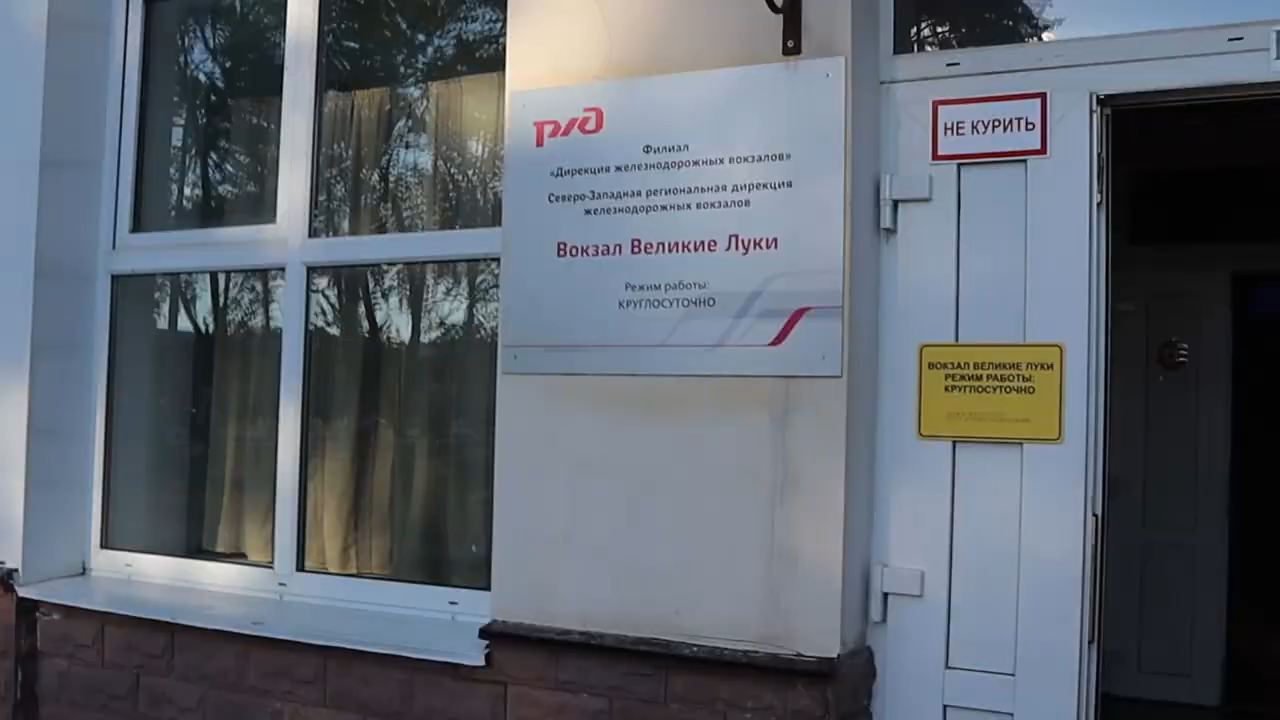 ржд
Филиал
«Дирекция железнодорожных вокзалов»
Северо-Западная региональная дирекция
железнодорожных вокзалов
Вокзал Великие Луки
Режим работы:
КРУГЛОСУТОЧНО
НЕ КУРИТЬ
ВОКЗАЛ ВЕЛИКИЕ ЛУКИ
РЕЖИМ РАБОТЫ:
КРУГЛОСУТОЧНО